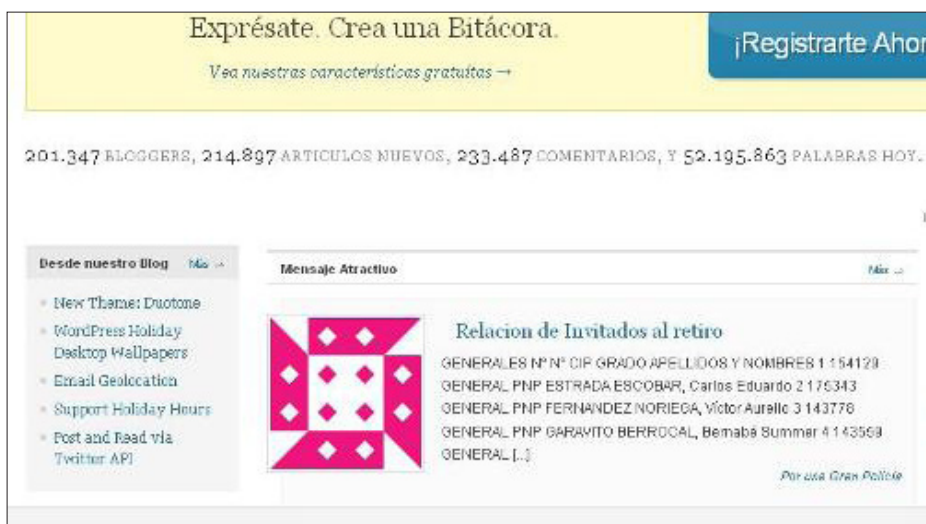 Exprésate. Crea una Bitácora.
Vea nuestras características gratuitas →
¡Registrarte Ahor
201.347 BLOGGERS, 214.897 ARTICULOS NUEVOS, 233.487 COMENTARIOS, Y 52.195.863 PALABRAS HOY.
Desde nuestro Blog Más →
New Theme: Duotone
WordPress Holiday
Desktop Wallpapers
Email Geolocation
Support Holiday Hours
Post and Read via
Twitter API
Mensaje Atractivo Más →
Relacion de Invitados al retiro
GENERALES Nº Nº CIP GRADO APELLIDOS Y NOMBRES 1 154129
GENERAL PNP ESTRADA ESCOBAR, Carlos Eduardo 2 175343
GENERAL PNP FERNANDEZ NORIEGA, Víctor Aurelio 3 143778
GENERAL PNP GARAVITO BERROCAL, Bernabé Summer 4 143559
GENERAL [...]
Por una Gran Policía